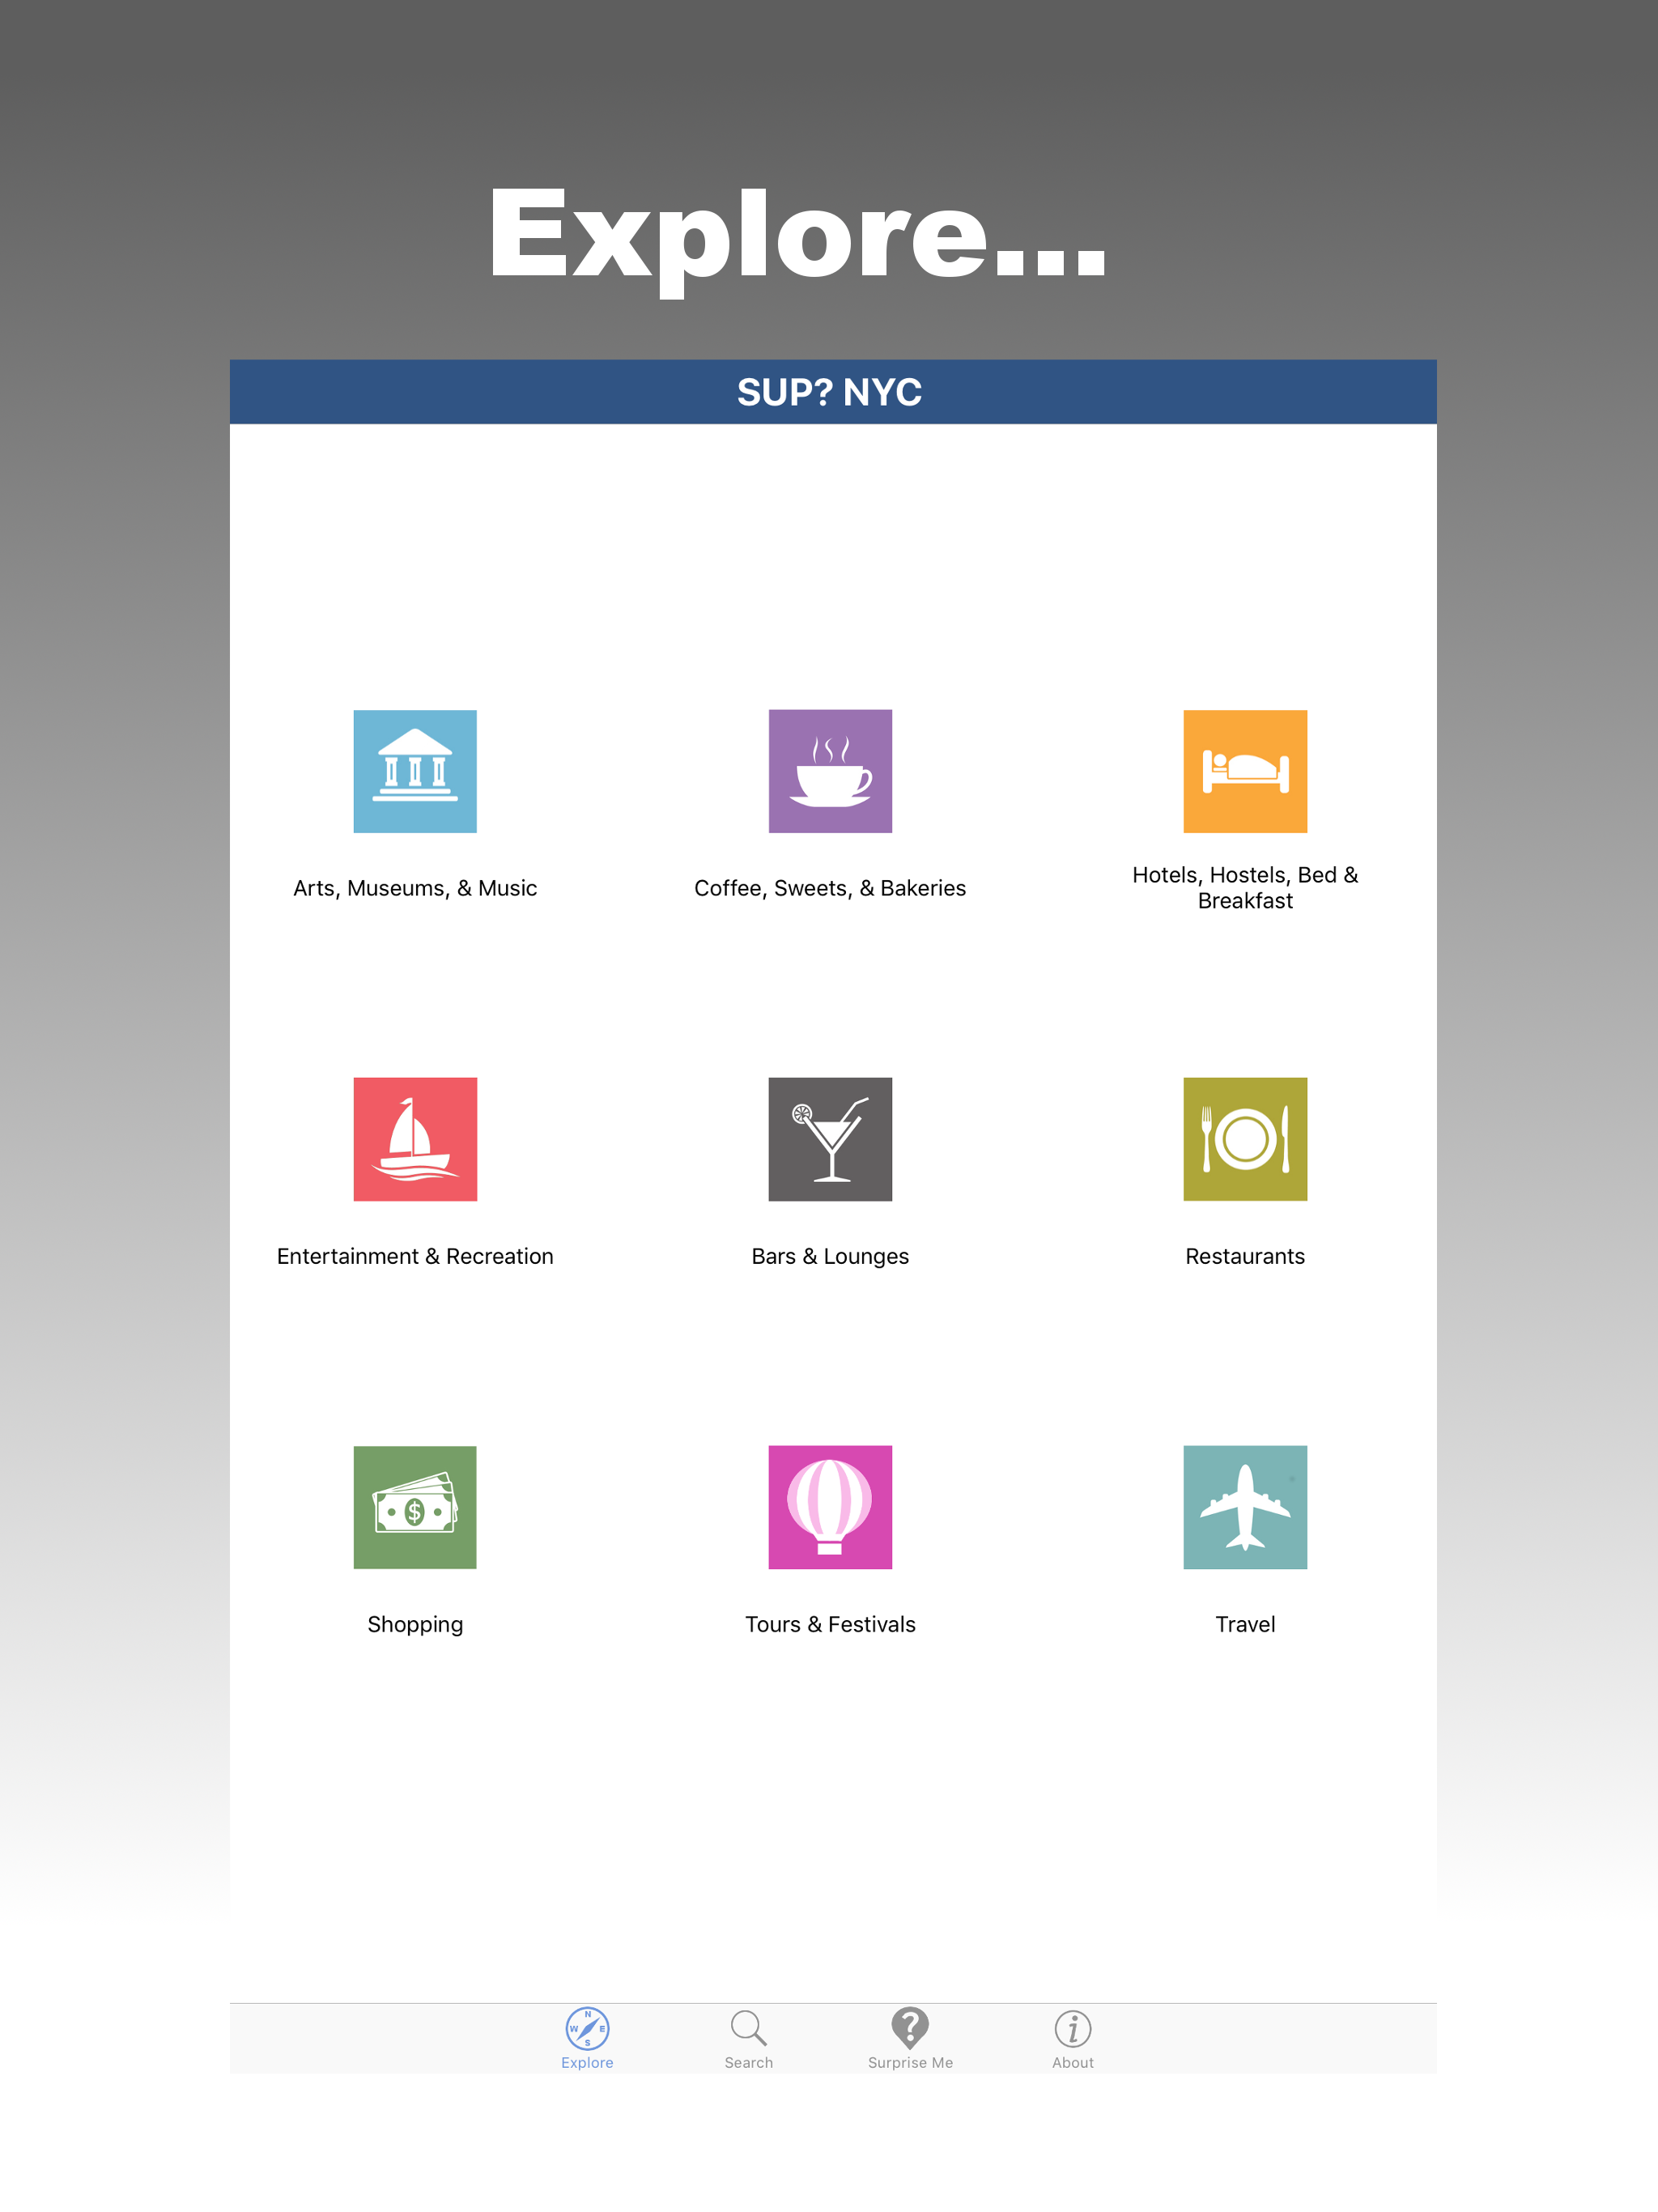 Explore...
SUP? NYC
Arts, Museums, & Music
Coffee, Sweets, & Bakeries
Hotels, Hostels, Bed &
Breakfast
Entertainment & Recreation
Bars & Lounges
Restaurants
$
Shopping
Tours & Festivals
Travel
N
W E
S
Explore
?
i
Search
Surprise Me
About